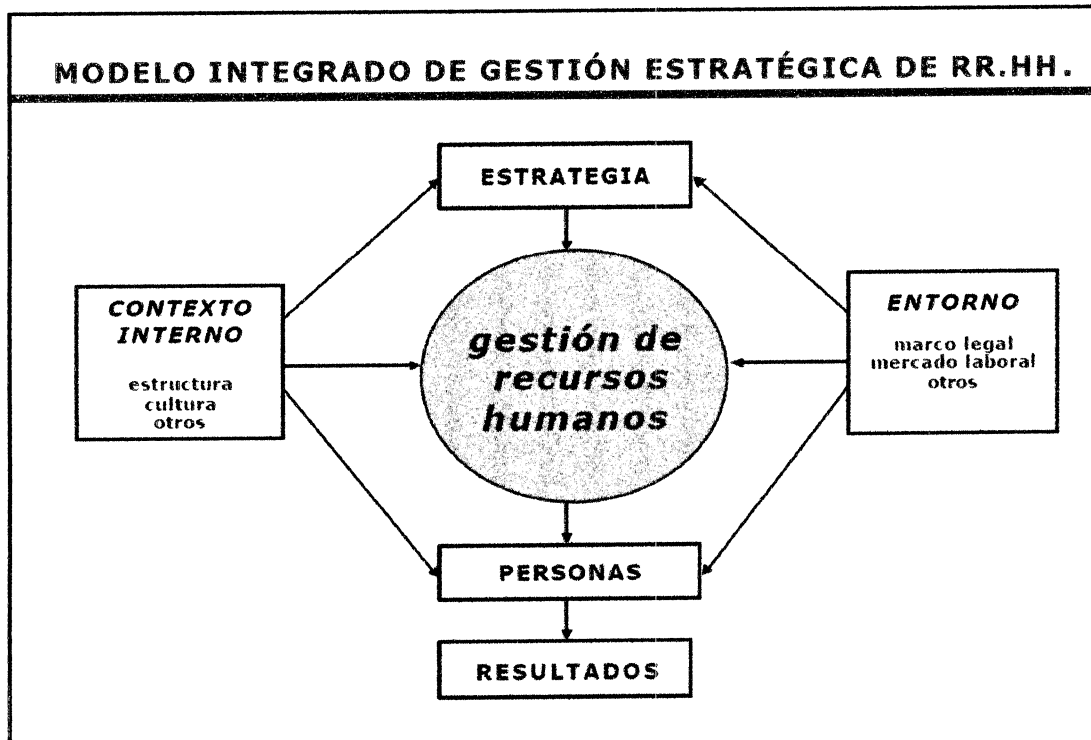 MODELO INTEGRADO DE GESTIÓN ESTRATÉGICA DE RR.HH.
ESTRATEGIA
CONTEXTO
INTERNO
estructura
cultura
otros
gestión de
recursos
humanos
ENTORNO
marco legal
mercado laboral
otros
PERSONAS
RESULTADOS